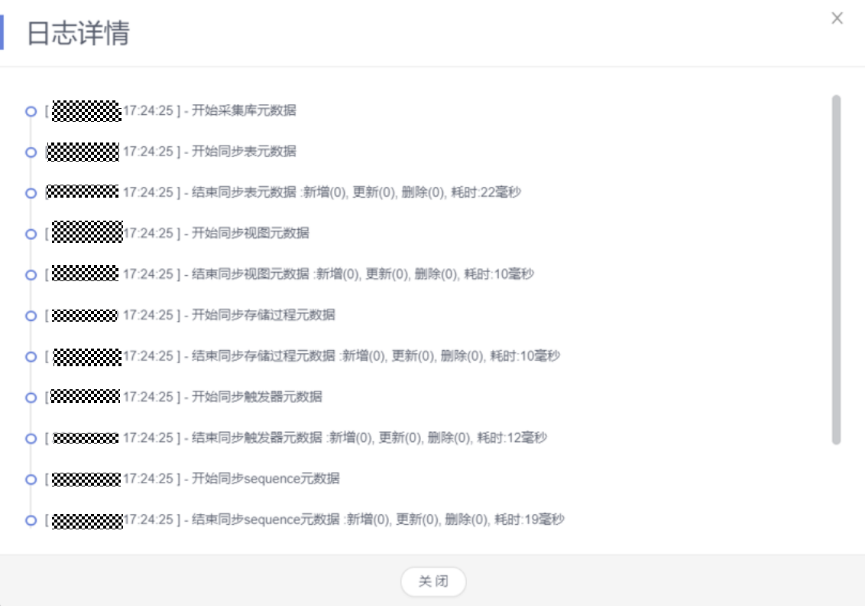 日志详情
[ 17:24:25 ] - 开始采集库元数据
17:24:25 ] - 开始同步表元数据
17:24:25 ] - 结束同步表元数据 :新增(0), 更新(0), 删除(0), 耗时:22毫秒
[ 17:24:25 ] - 开始同步视图元数据
[ 17:24:25 ] - 结束同步视图元数据 :新增(0), 更新(0), 删除(0), 耗时:10毫秒
[ 17:24:25 ] - 开始同步存储过程元数据
[ 17:24:25 ] - 结束同步存储过程元数据 :新增(0), 更新(0), 删除(0), 耗时:10毫秒
[ 17:24:25 ] - 开始同步触发器元数据
[ 17:24:25 ] - 结束同步触发器元数据 :新增(0), 更新(0), 删除(0), 耗时:12毫秒
[ 17:24:25 ] - 开始同步sequence元数据
[ 17:24:25 ] - 结束同步sequence元数据 :新增(0), 更新(0), 删除(0), 耗时:19毫秒
关 闭